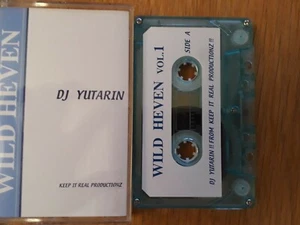 WILD HEVEN
DJ YUTARIN
KEEP IT REAL PRODUCTIONZ
WILD HEVEN VOL.1
SIDE A
DJ YUTARIN !! FROM KEEP IT REAL PRODUCTIONZ !!